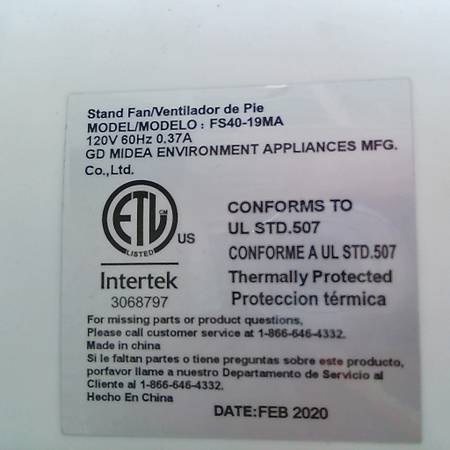 Stand Fan/Ventilador de Pie
MODEL/MODELO : FS40-19MA
120V 60Hz 0.37A
GD MIDEA ENVIRONMENT APPLIANCES MFG.
Co.,Ltd.
ETL CM
LISTED
US
Intertek
3068797
CONFORMS TO
UL STD.507
CONFORME A UL STD.507
Thermally Protected
Proteccion térmica
For missing parts or product questions,
Please call customer service at 1-866-646-4332.
Made in china
Si le faltan partes o tiene preguntas sobre este producto,
porfavor llame a nuestro Departamento de Servicio al
Cliente al 1-866-646-4332.
Hecho En China
DATE:FEB 2020